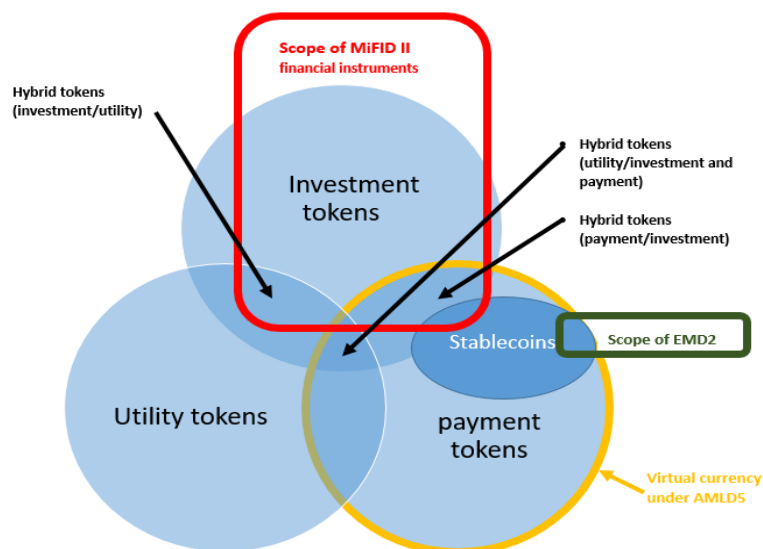 Scope of MiFID II
financial instruments
Hybrid tokens
(investment/utility)
Hybrid tokens
(utility/investment and
payment)
Investment
tokens
Hybrid tokens
(payment/investment)
Stablecoins
Scope of EMD2
Utility tokens
payment
tokens
Virtual currency
under AMLD5